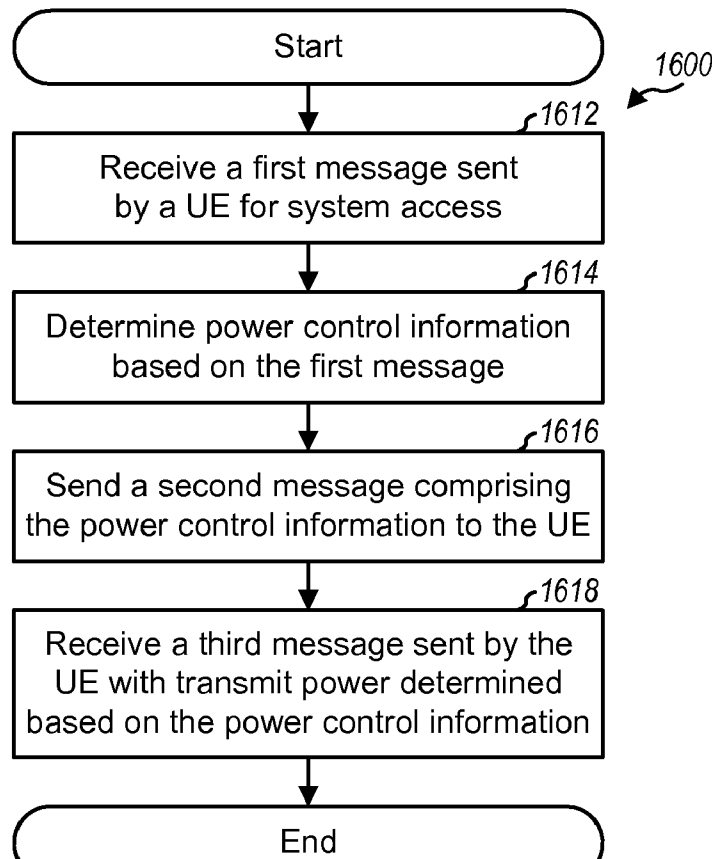 Start
1600
1612
Receive a first message sent
by a UE for system access
1614
Determine power control information
based on the first message
1616
Send a second message comprising
the power control information to the UE
1618
Receive a third message sent by the
UE with transmit power determined
based on the power control information
End